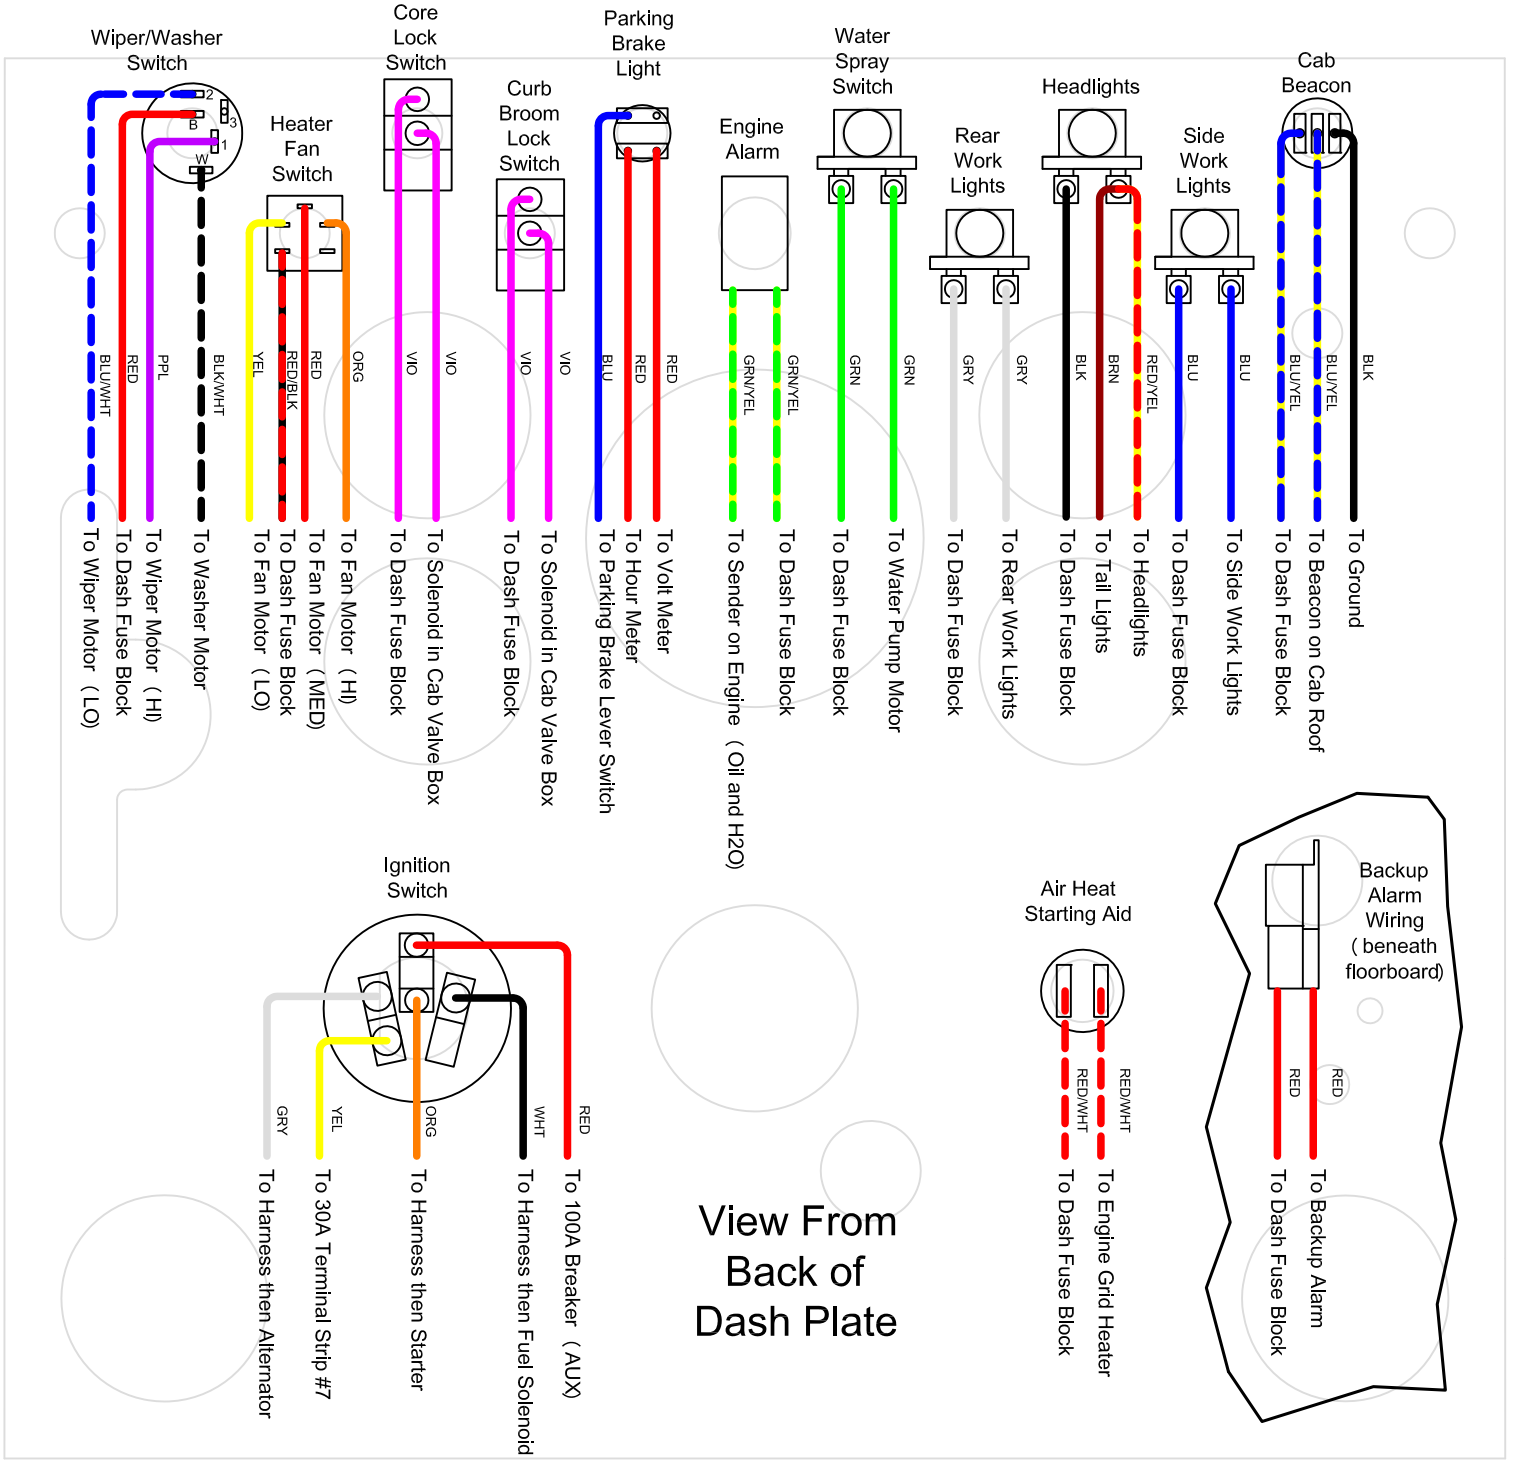 Wiper/Washer
Switch
2
B
3
1
W
Heater
Fan
Switch
Core
Lock
Switch
Curb
Broom
Lock
Switch
Parking
Brake
Light
Engine
Alarm
Water
Spray
Switch
Rear
Work
Lights
Headlights
Side
Work
Lights
Cab
Beacon
BLU/WHT
RED
PPL
BLK/WHT
YEL
RED/BLK
RED
ORG
VIO
VIO
VIO
VIO
BLU
RED
RED
GRN/YEL
GRN/YEL
GRN
GRN
GRY
GRY
BLK
BRN
RED/YEL
BLU
BLU
BLU/YEL
BLU/YEL
BLK
To Wiper Motor (LO)
To Dash Fuse Block
To Wiper Motor (HI)
To Washer Motor
To Fan Motor (LO)
To Dash Fuse Block
To Fan Motor (MED)
To Fan Motor (HI)
To Dash Fuse Block
To Solenoid in Cab Valve Box
To Dash Fuse Block
To Solenoid in Cab Valve Box
To Parking Brake Lever Switch
To Hour Meter
To Volt Meter
To Sender on Engine (Oil and H2O)
To Dash Fuse Block
To Dash Fuse Block
To Water Pump Motor
To Dash Fuse Block
To Rear Work Lights
To Dash Fuse Block
To Tail Lights
To Headlights
To Dash Fuse Block
To Side Work Lights
To Dash Fuse Block
To Beacon on Cab Roof
To Ground
Ignition
Switch
GRY
YEL
ORG
WHT
RED
To Harness then Alternator
To 30A Terminal Strip #7
To Harness then Starter
To Harness then Fuel Solenoid
To 100A Breaker (AUX)
View From
Back of
Dash Plate
Air Heat
Starting Aid
RED/WHT
RED/WHT
To Dash Fuse Block
To Engine Grid Heater
Backup
Alarm
Wiring
(beneath
floorboard)
RED
RED
To Dash Fuse Block
To Backup Alarm